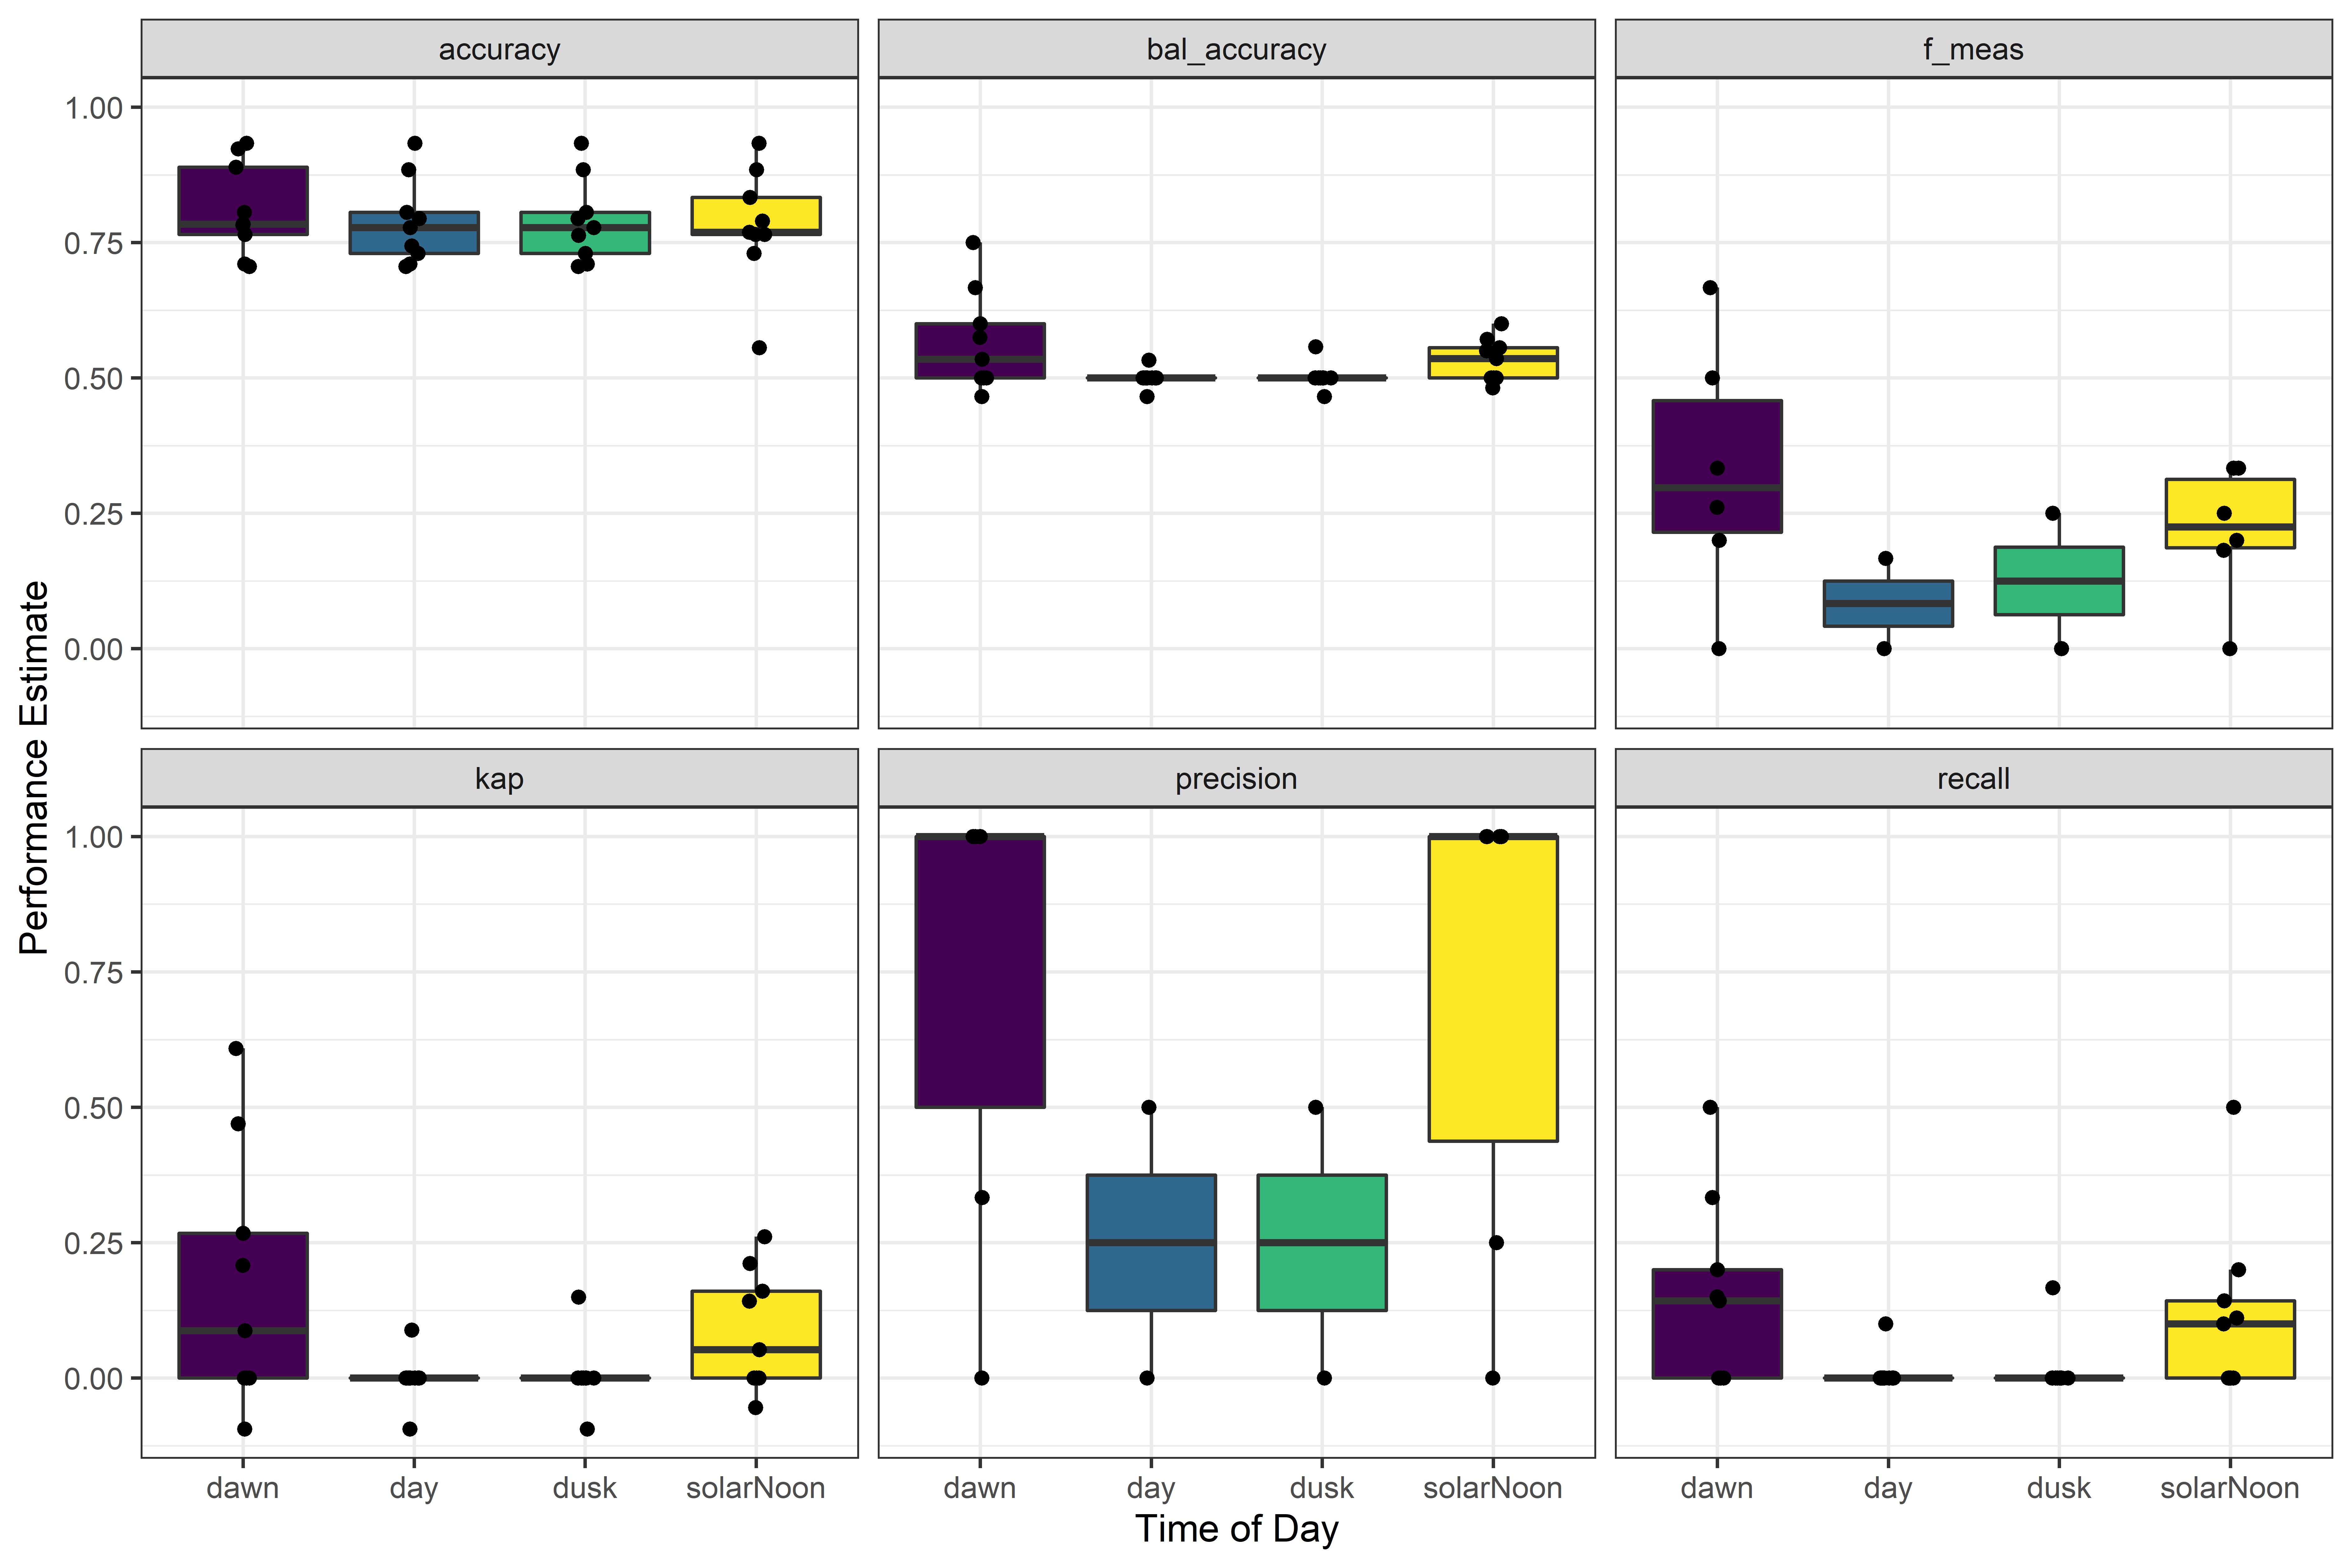 accuracy
bal_accuracy
f_meas
1.00
0.75
0.50
0.25
0.00
kap
precision
recall
1.00
0.75
0.50
0.25
0.00
Performance Estimate
dawn day dusk solarNoon
dawn day dusk solarNoon
dawn day dusk solarNoon
Time of Day